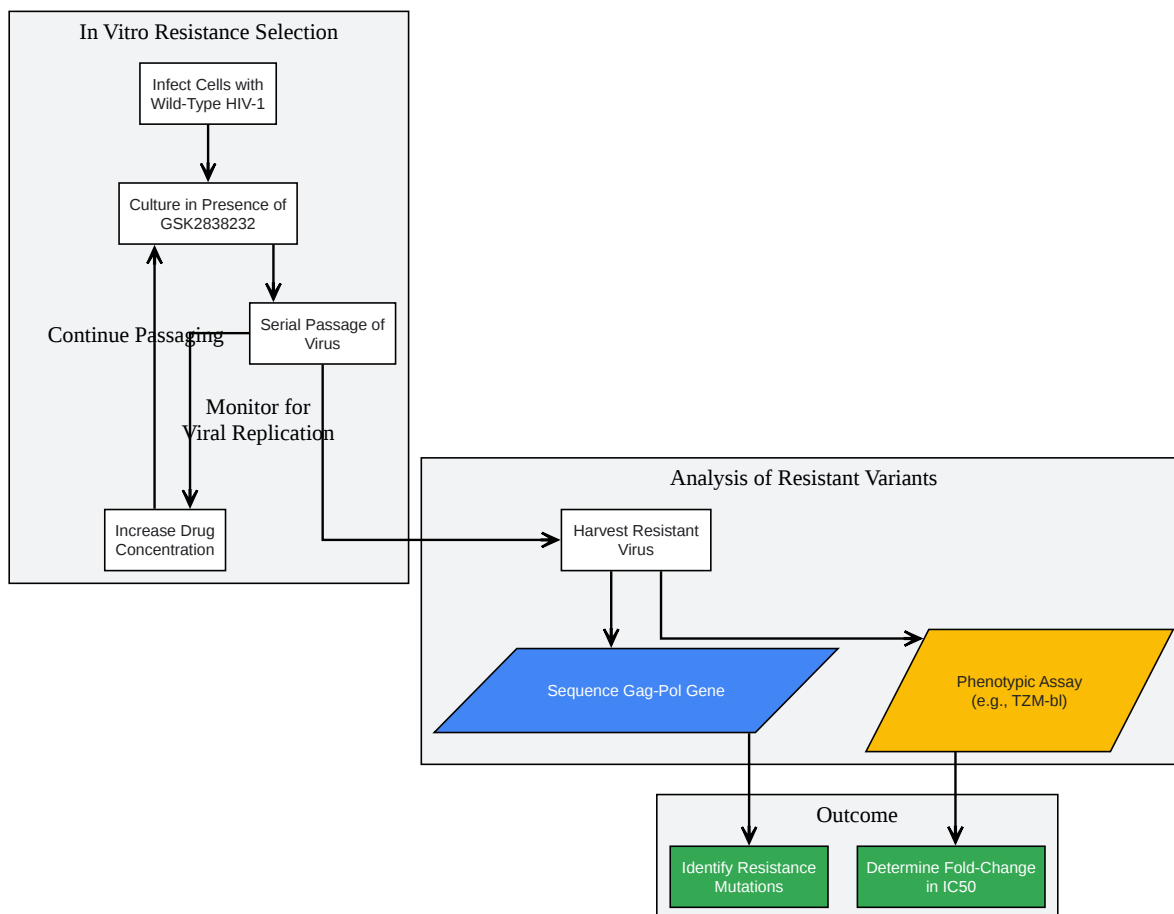 In Vitro Resistance Selection
Infect Cells with
Wild-Type HIV-1
Culture in Presence of
GSK2838232
Serial Passage of
Virus
Continue Passaging
Monitor for
Viral Replication
Increase Drug
Concentration
Analysis of Resistant Variants
Harvest Resistant
Virus
Sequence Gag-Pol Gene
Phenotypic Assay
(e.g., TZM-bl)
Outcome
Identify Resistance
Mutations
Determine Fold-Change
in IC50